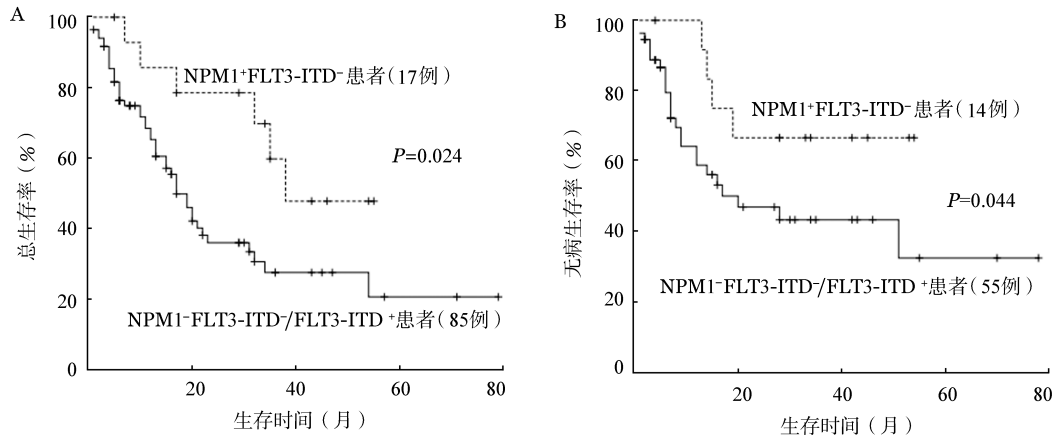 A
100
80
60
40
20
0
总生存率（%）
NPM1⁺FLT3-ITD⁻患者（17例）
P=0.024
NPM1⁻FLT3-ITD⁻/FLT3-ITD ⁺患者（85例）
20 40 60 80
生存时间（月）
B
100
80
60
40
20
0
无病生存率（%）
NPM1⁺FLT3-ITD⁻患者（14例）
P=0.044
NPM1⁻FLT3-ITD⁻/FLT3-ITD ⁺患者（55例）
20 40 60 80
生存时间（月）